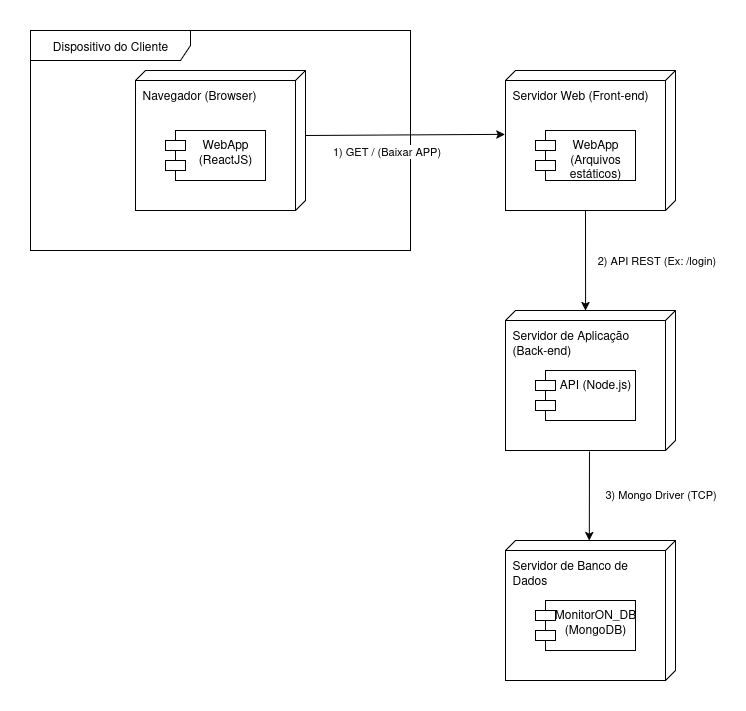 Dispositivo do Cliente
Navegador (Browser)
WebApp
(ReactJS)
1) GET / (Baixar APP)
Servidor Web (Front-end)
WebApp
(Arquivos
estáticos)
2) API REST (Ex: /login)
Servidor de Aplicação
(Back-end)
API (Node.js)
3) Mongo Driver (TCP)
Servidor de Banco de
Dados
MonitorON_DB
(MongoDB)